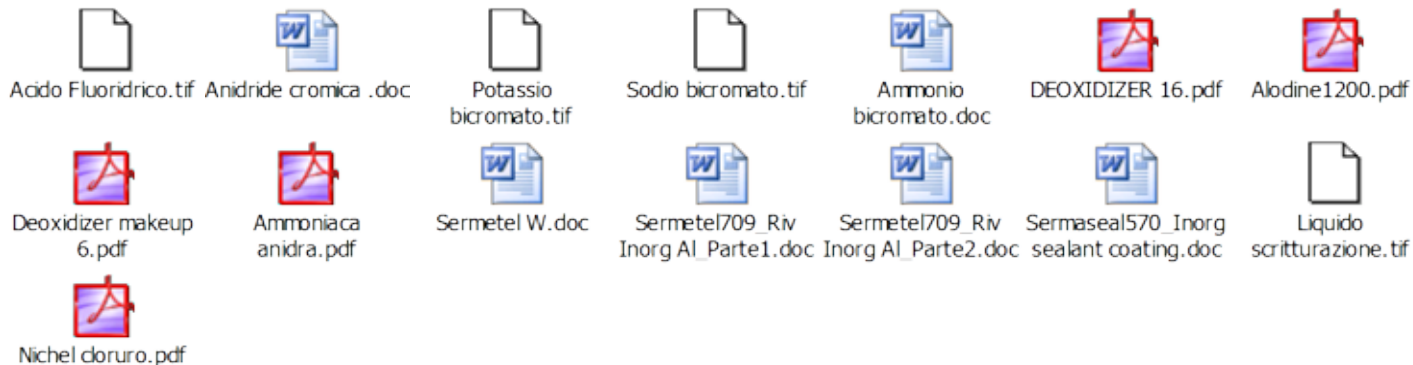 Acido Fluoridrico.tif Anidride cromica .doc Potassio Sodio bicromato.tif Ammonio DEOXIDIZER 16.pdf Alodine1200.pdf
bicromato.tif bicromato.doc
Deoxidizer makeup Ammoniaca Sermetel W.doc Sermetel709_Riv Sermetel709_Riv Sermaseal570_Inorg Liquido
6.pdf anidra.pdf Inorg Al_Parte1.doc Inorg Al_Parte2.doc sealant coating.doc scritturazione.tif
Nichel cloruro.pdf